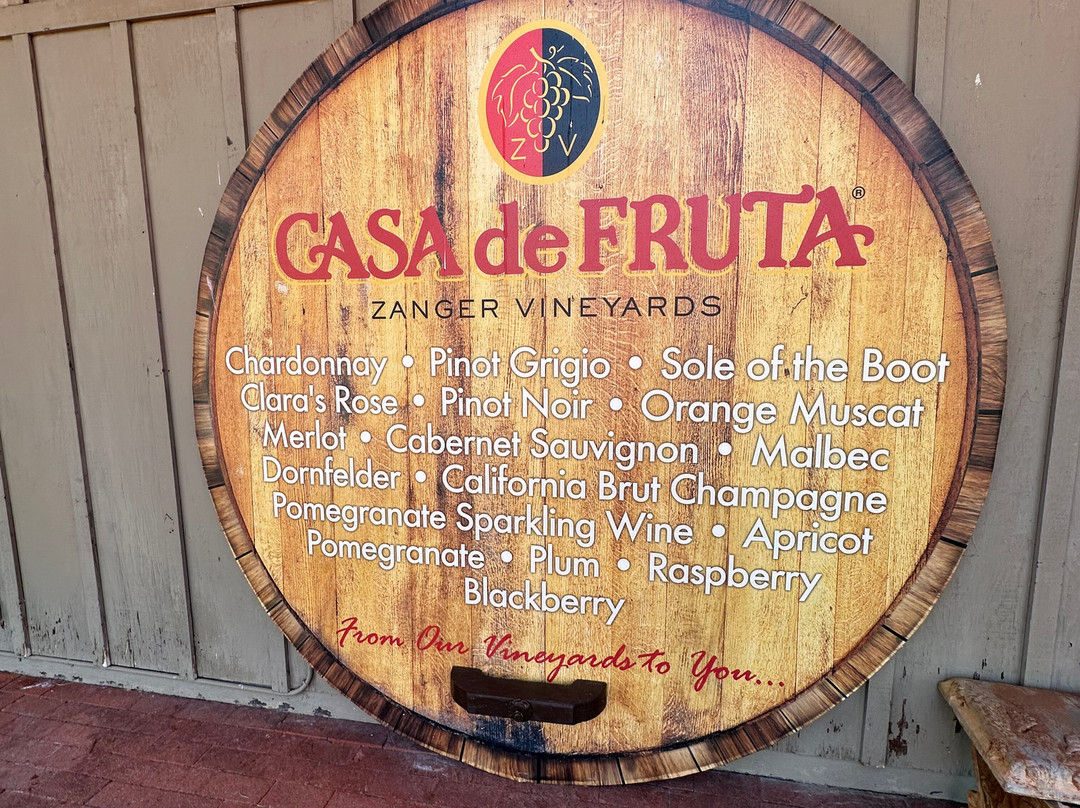 Z V
CASA de FRUTA®
ZANGER VINEYARDS
Chardonnay • Pinot Grigio • Sole of the Boot
Clara's Rose • Pinot Noir • Orange Muscat
Merlot • Cabernet Sauvignon • Malbec
Dornfelder • California Brut Champagne
Pomegranate Sparkling Wine • Apricot
Pomegranate • Plum • Raspberry
Blackberry
From Our Vineyards to You...